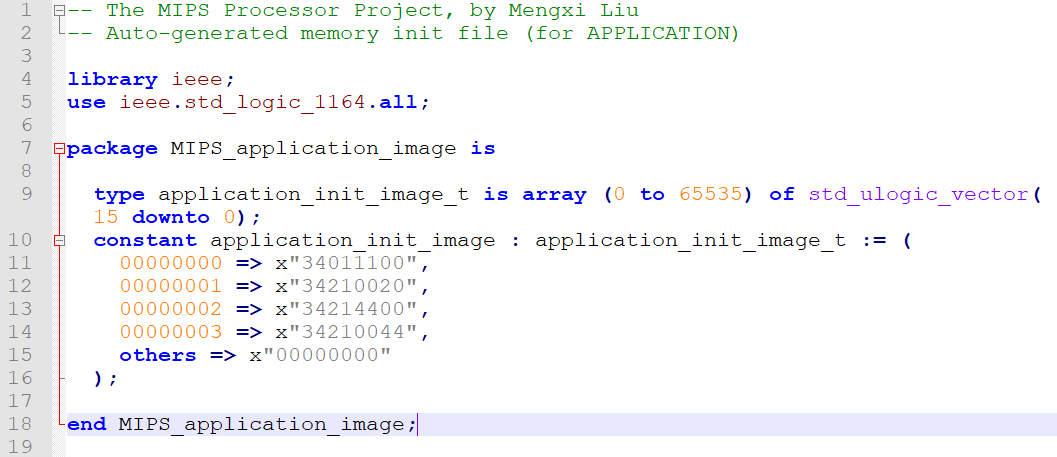 1 -- The MIPS Processor Project, by Mengxi Liu
2 -- Auto-generated memory init file (for APPLICATION)
3
4 library ieee;
5 use ieee.std_logic_1164.all;
6
7 package MIPS_application_image is
8
9 type application_init_image_t is array (0 to 65535) of std_ulogic_vector(
15 downto 0);
10 constant application_init_image : application_init_image_t := (
11 00000000 => x"34011100",
12 00000001 => x"34210020",
13 00000002 => x"34214400",
14 00000003 => x"34210044",
15 others => x"00000000"
16 );
17
18 end MIPS_application_image;
19